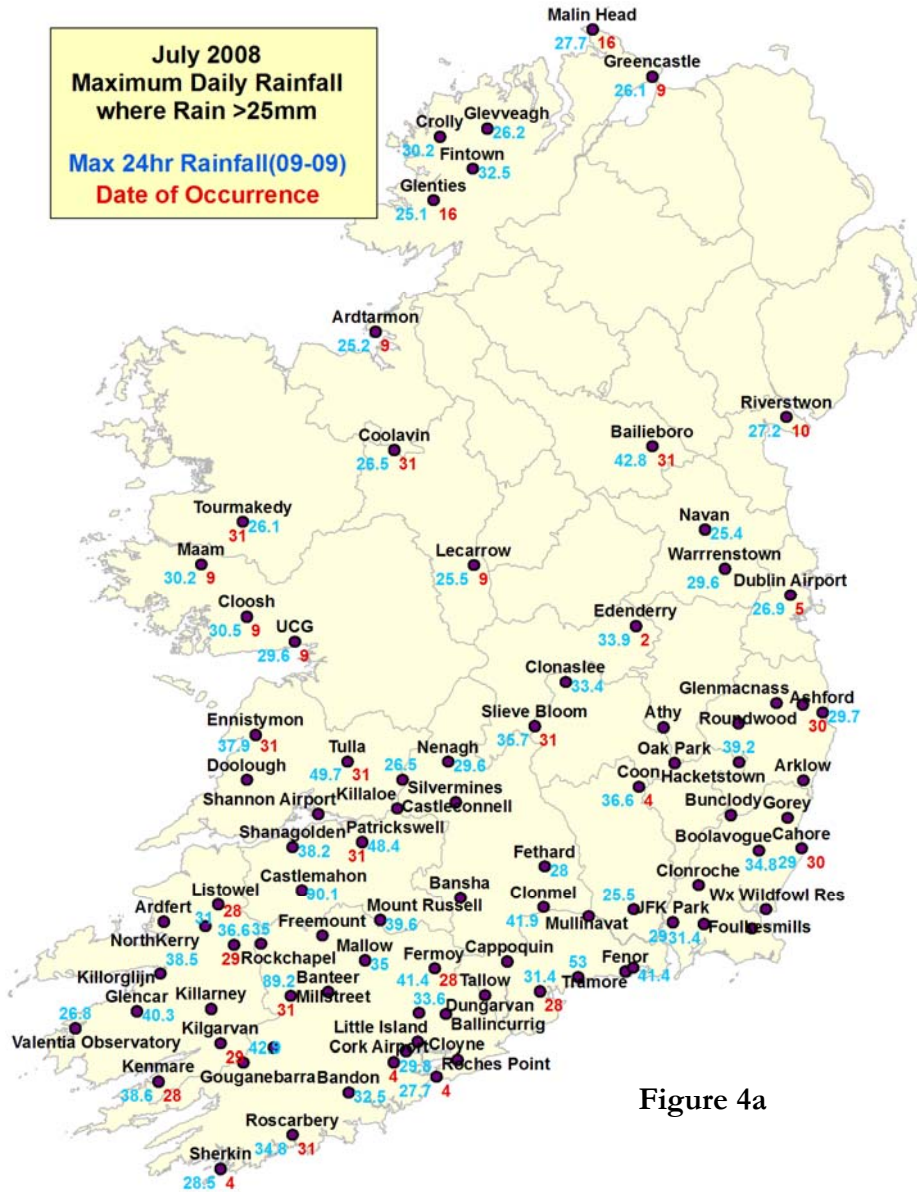 July 2008
Maximum Daily Rainfall
where Rain >25mm
Max 24hr Rainfall(09-09)
Date of Occurrence
Malin Head
27.7 16
Greencastle
26.1 9
Glevveagh
26.2
Crolly
30.2
Fintown
32.5
Glenties
25.1 16
Ardtarmon
25.2 9
Riverstwon
27.2 10
Coolavin
26.5 31
Bailieboro
42.8 31
Tourmakedy
31 26.1
Navan
25.4
Maam
30.2 9
Lecarrow
25.5 9
Warrrenstown
29.6
Dublin Airport
26.9 5
Cloosh
30.5 9
UCG
29.6 9
Edenderry
33.9 2
Clonaslee
33.4
Glenmacnass
Ashford
30 29.7
Ennistymon
37.9 31
Slieve Bloom
35.7 31
Athy
Roundwood
Tulla
49.7 31
Nenagh
26.5 29.6
Oak Park
39.2
Doolough
Silvermines
Coon
36.6 4
Hacketstown
Arklow
Killaloe
Castleconnell
Shannon Airport
Bunclody
Gorey
Shanagolden
38.2
Patrickswell
31 48.4
Boolavogue
34.8
Cahore
29 30
Castlemahon
90.1
Fethard
28
Bansha
Clonroche
Listowel
31 28
Ardfert
Mount Russell
39.6
Clonmel
41.9
25.5
Mullinavat
JFK Park
29 31.4
Wx Wildfowl Res
Foulkesmills
NorthKerry
38.5
36.6 35
29
Freemount
Rockchapel
Mallow
35
Cappoquin
Fermoy
41.4 28
53
Fenor
41.4
Tramore
Killorglijn
89.2
31
Banteer
Millstreet
Tallow
31.4
28
Glencar
40.3
Killarney
33.6
Dungarvan
Ballincurrig
26.8
Valentia Observatory
Kilgarvan
29
42.9
Little Island
Cork Airport
4 29.8
Cloyne
Roches Point
27.7 4
Kenmare
38.6 28
Gouganebarra
Bandon
32.5
Roscarbery
34.8 31
Sherkin
28.5 4
Figure 4a